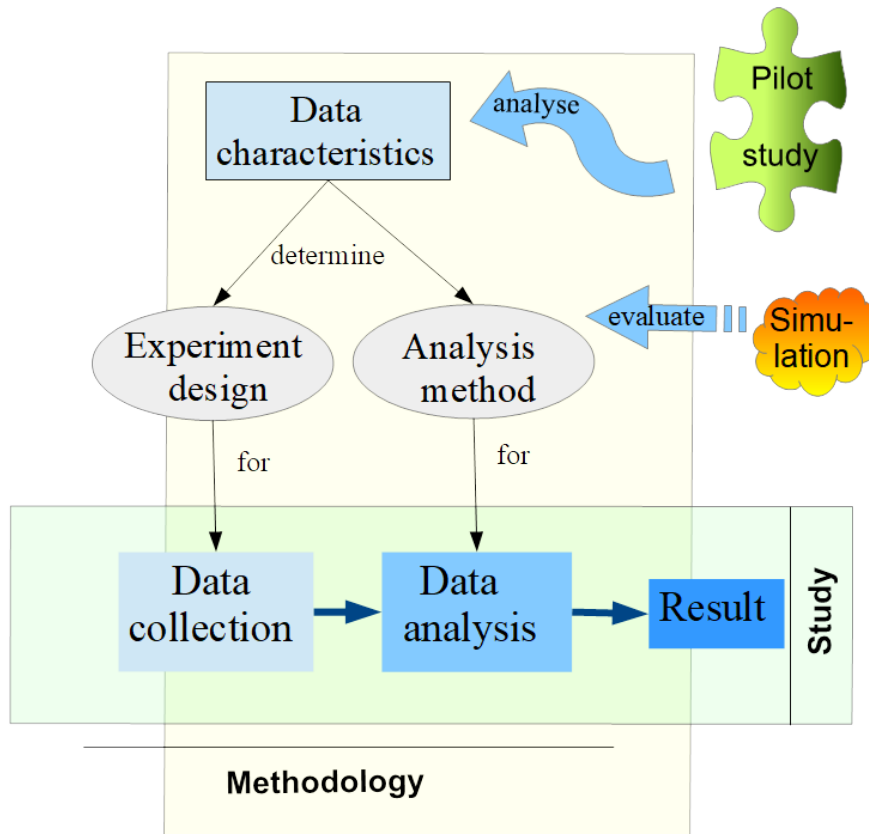 Pilot
study
analyse
Data
characteristics
determine
evaluate
Simu-
lation
Experiment
design
Analysis
method
for
for
Data
collection
Data
analysis
Result
Study
Methodology